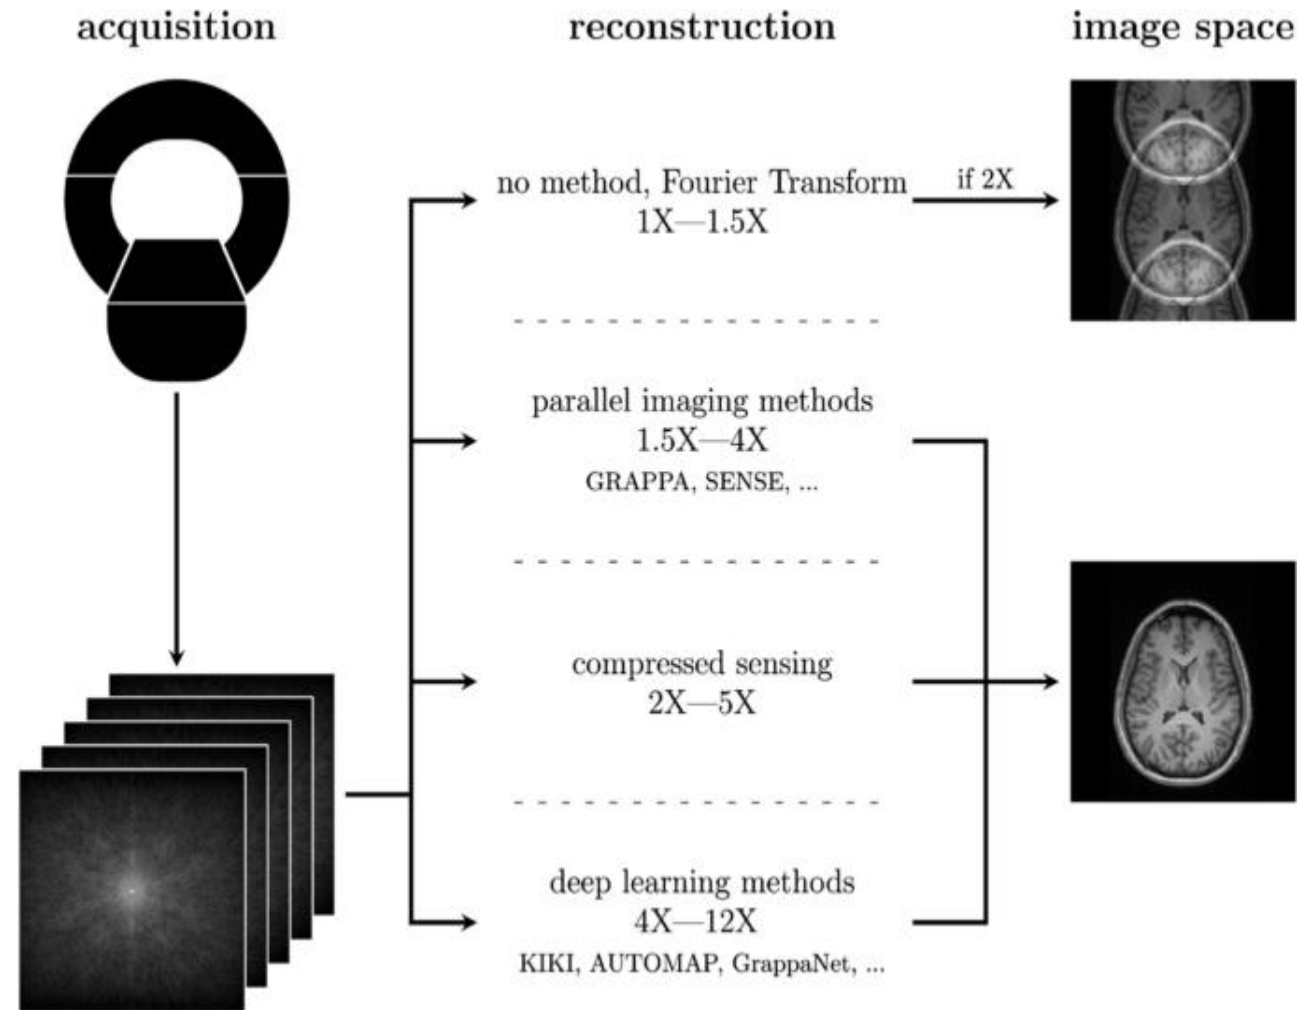 acquisition
reconstruction
image space
no method, Fourier Transform
1X—1.5X
if 2X
parallel imaging methods
1.5X—4X
GRAPPA, SENSE, ...
compressed sensing
2X—5X
deep learning methods
4X—12X
KIKI, AUTOMAP, GrappaNet, ...